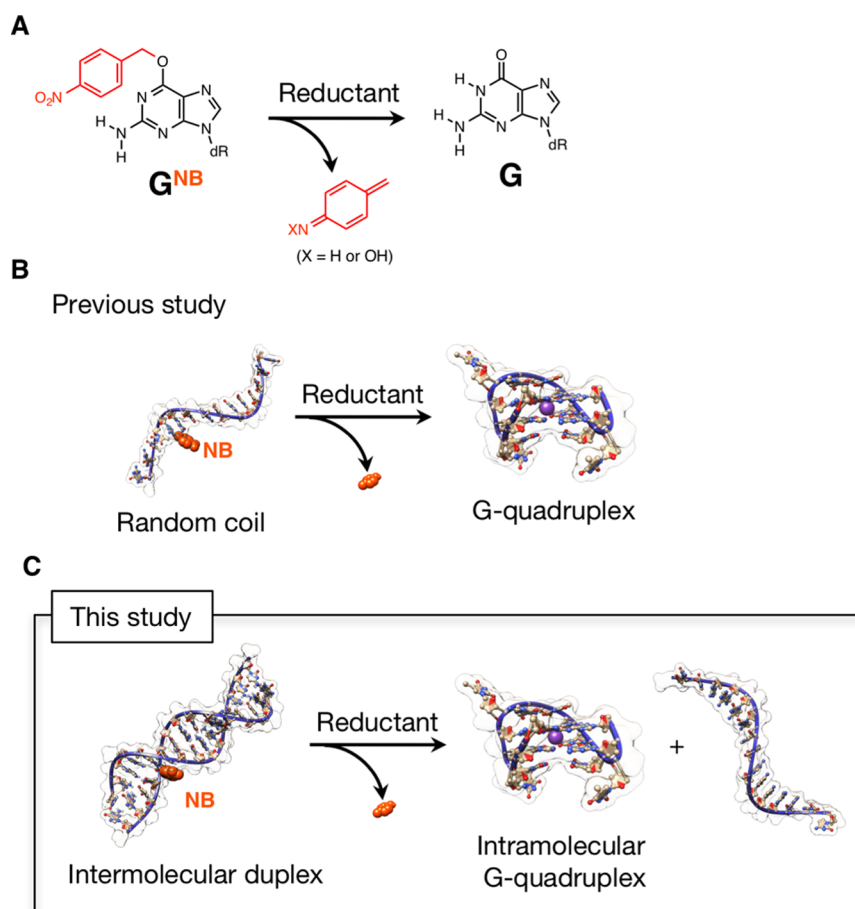 A
O₂N
O
N
N
N
N
H
N
H
dR
Gᴺᴮ
Reductant
XN
(X = H or OH)
O
H
N
N
H
N
H
N
N
dR
G
B
Previous study
Reductant
NB
Random coil
G-quadruplex
C
This study
Reductant
NB
+
Intermolecular duplex
Intramolecular
G-quadruplex